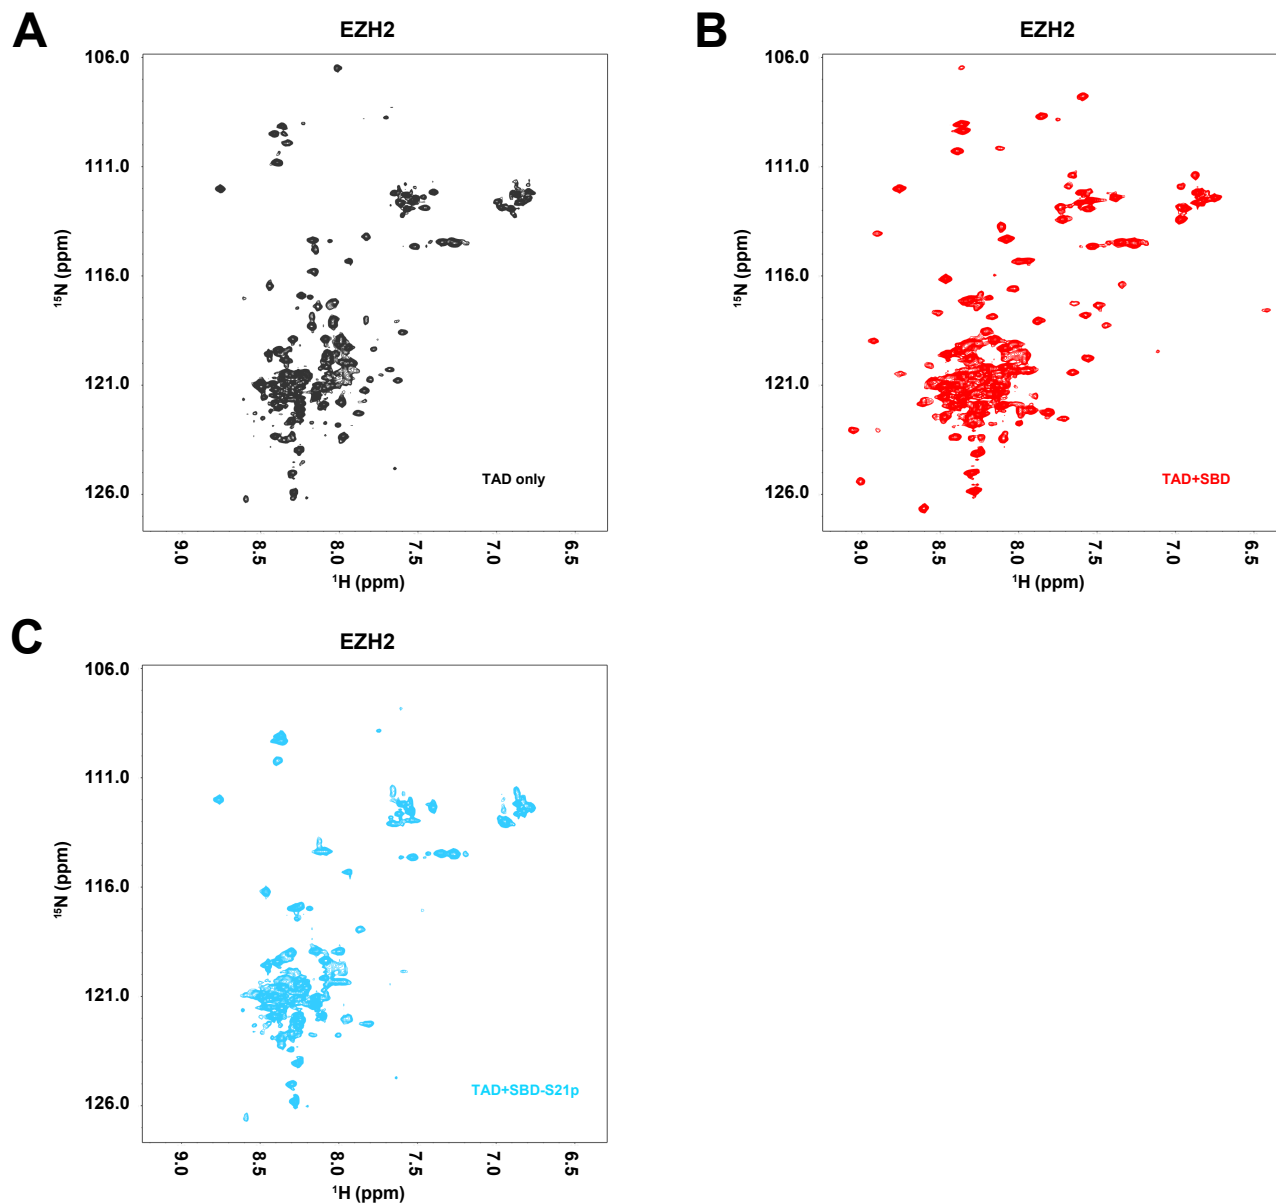 A
EZH2
106.0
111.0
116.0
121.0
126.0
15N (ppm)
TAD only
9.0 8.5 8.0 7.5 7.0 6.5
1H (ppm)
B
EZH2
106.0
111.0
116.0
121.0
126.0
15N (ppm)
TAD+SBD
9.0 8.5 8.0 7.5 7.0 6.5
1H (ppm)
C
EZH2
106.0
111.0
116.0
121.0
126.0
15N (ppm)
TAD+SBD-S21p
9.0 8.5 8.0 7.5 7.0 6.5
1H (ppm)